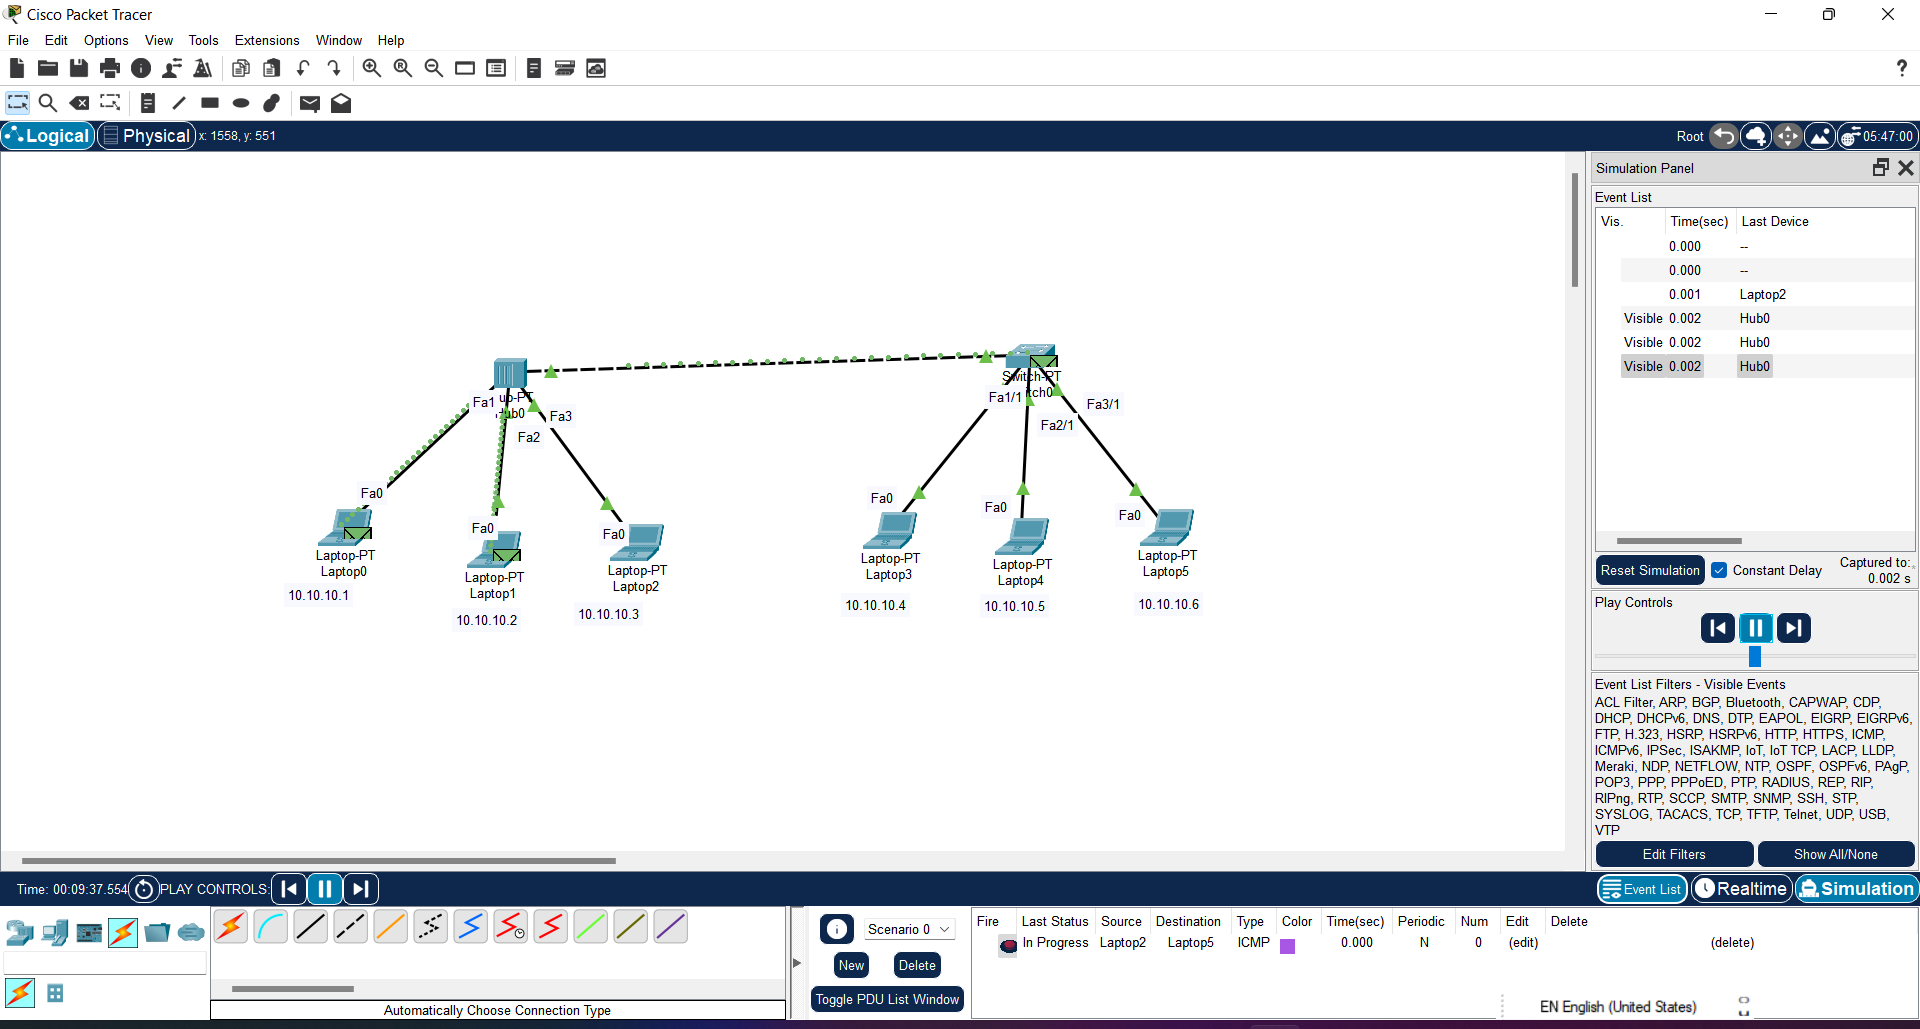 Cisco Packet Tracer
File Edit Options View Tools Extensions Window Help
?
Logical Physical x: 1558, y: 551
Root 05:47:00
Simulation Panel
Event List
Vis. Time(sec) Last Device
0.000 --
0.000 --
0.001 Laptop2
Visible 0.002 Hub0
Visible 0.002 Hub0
Visible 0.002 Hub0
Reset Simulation Constant Delay Captured to:
0.002 s
Play Controls
Event List Filters - Visible Events
ACL Filter, ARP, BGP, Bluetooth, CAPWAP, CDP,
DHCP, DHCPv6, DNS, DTP, EAPOL, EIGRP, EIGRPv6,
FTP, H.323, HSRP, HSRPv6, HTTP, HTTPS, ICMP,
ICMPv6, IPSec, ISAKMP, IoT, IoT TCP, LACP, LLDP,
Meraki, NDP, NETFLOW, NTP, OSPF, OSPFv6, PAgP,
POP3, PPP, PPPoED, PTP, RADIUS, REP, RIP,
RIPng, RTP, SCCP, SMTP, SNMP, SSH, STP,
SYSLOG, TACACS, TCP, TFTP, Telnet, UDP, USB,
VTP
Edit Filters Show All/None
Switch-PT
tch0
Fa1 ub-PT
ub0
Fa3
Fa2
Fa1/1
Fa3/1
Fa2/1
Fa0
Fa0
Fa0
Fa0
Fa0
Fa0
Laptop-PT
Laptop0
10.10.10.1
Laptop-PT
Laptop1
10.10.10.2
Laptop-PT
Laptop2
10.10.10.3
Laptop-PT
Laptop3
10.10.10.4
Laptop-PT
Laptop4
10.10.10.5
Laptop-PT
Laptop5
10.10.10.6
Time: 00:09:37.554 PLAY CONTROLS:
Event List Realtime Simulation
Automatically Choose Connection Type
Scenario 0
New Delete
Toggle PDU List Window
Fire Last Status Source Destination Type Color Time(sec) Periodic Num Edit Delete
In Progress Laptop2 Laptop5 ICMP 0.000 N 0 (edit) (delete)
EN English (United States)